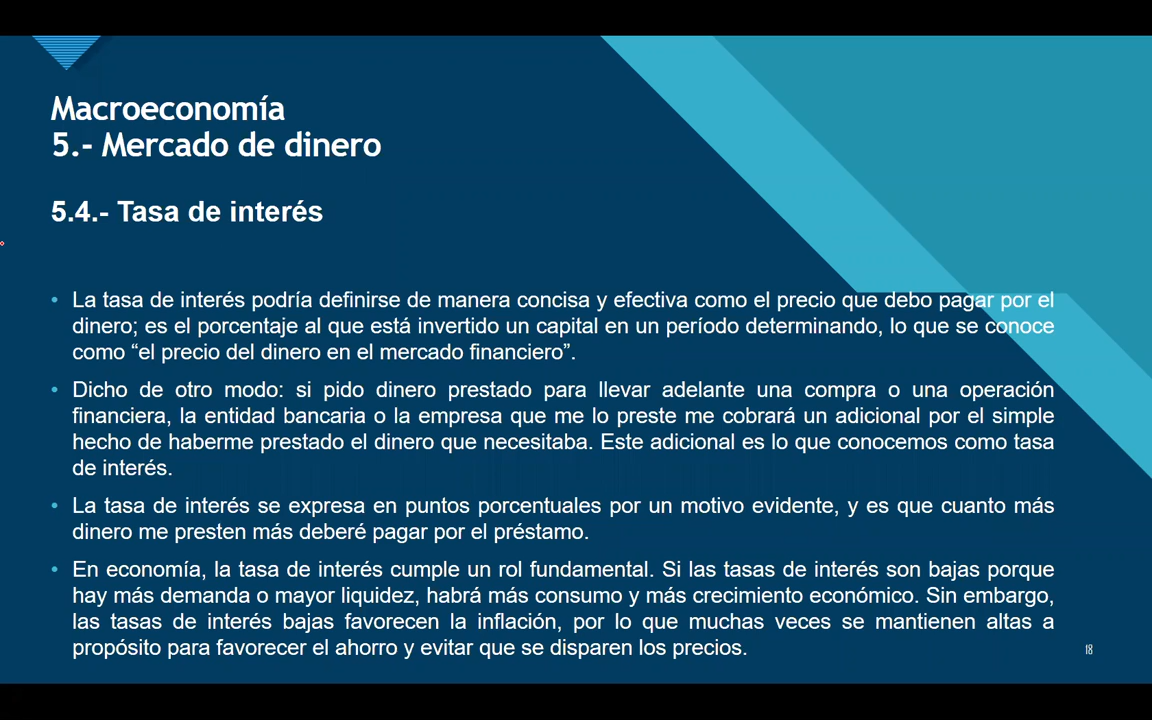 Macroeconomía
5.- Mercado de dinero
5.4.- Tasa de interés
• La tasa de interés podría definirse de manera concisa y efectiva como el precio que debo pagar por el
dinero; es el porcentaje al que está invertido un capital en un período determinando, lo que se conoce
como “el precio del dinero en el mercado financiero”.
• Dicho de otro modo: si pido dinero prestado para llevar adelante una compra o una operación
financiera, la entidad bancaria o la empresa que me lo preste me cobrará un adicional por el simple
hecho de haberme prestado el dinero que necesitaba. Este adicional es lo que conocemos como tasa
de interés.
• La tasa de interés se expresa en puntos porcentuales por un motivo evidente, y es que cuanto más
dinero me presten más deberé pagar por el préstamo.
• En economía, la tasa de interés cumple un rol fundamental. Si las tasas de interés son bajas porque
hay más demanda o mayor liquidez, habrá más consumo y más crecimiento económico. Sin embargo,
las tasas de interés bajas favorecen la inflación, por lo que muchas veces se mantienen altas a
propósito para favorecer el ahorro y evitar que se disparen los precios.
18